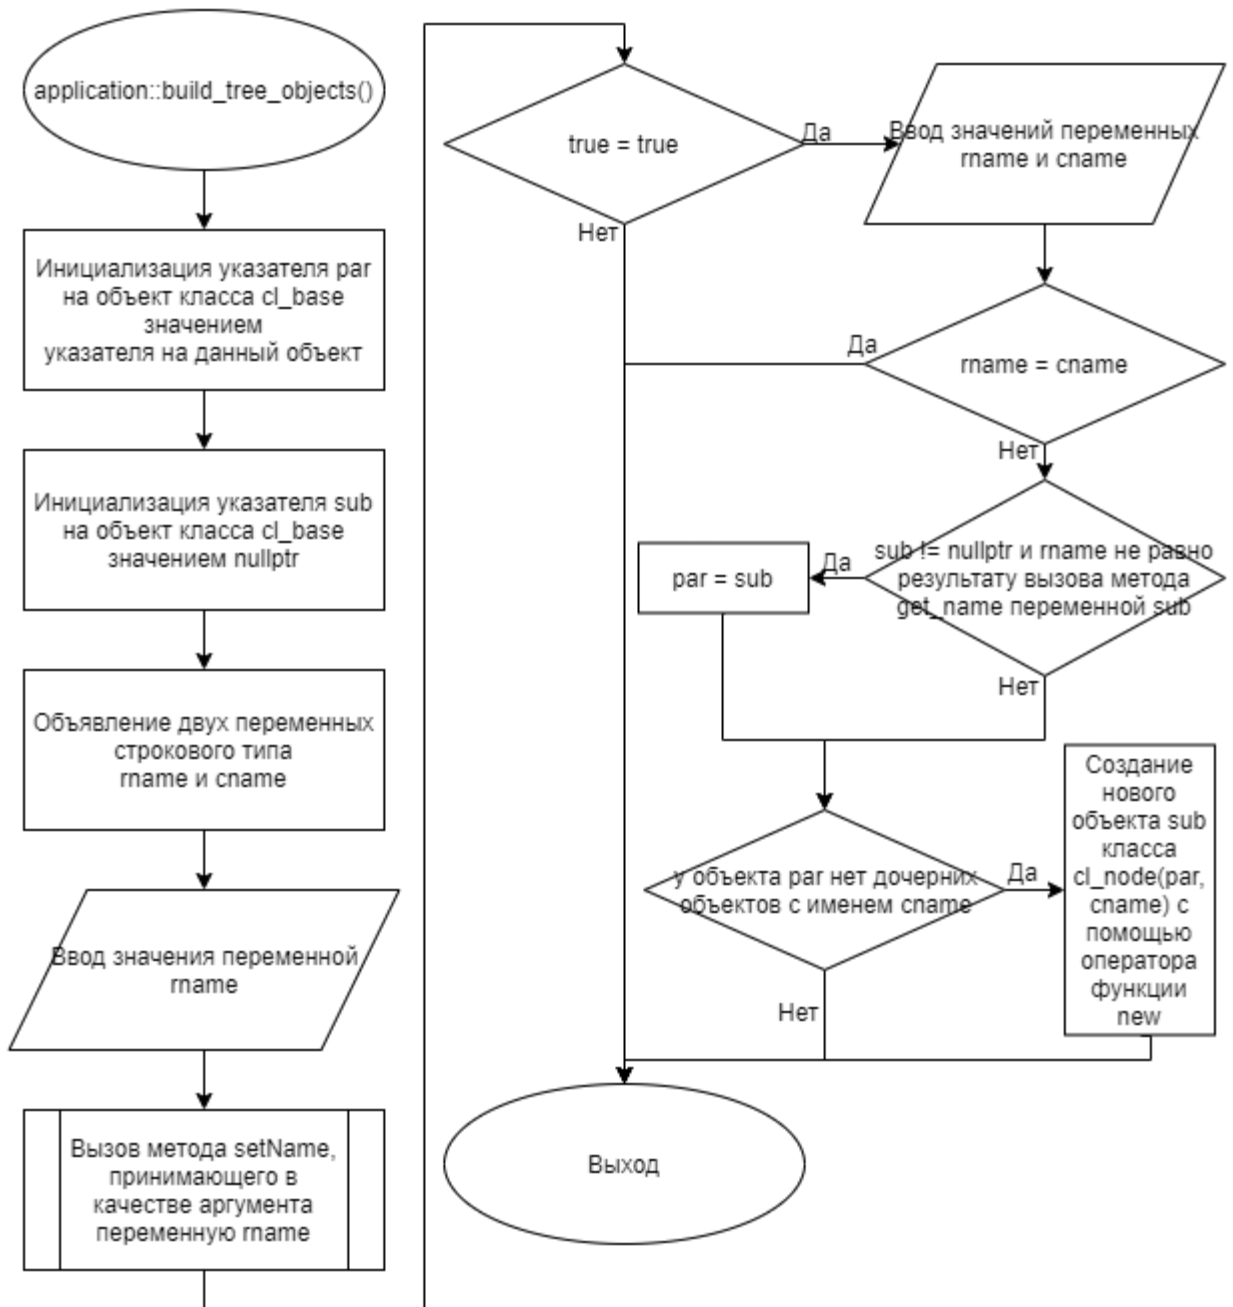 application::build_tree_objects()
Инициализация указателя par
на объект класса cl_base
значением
указателя на данный объект
Инициализация указателя sub
на объект класса cl_base
значением nullptr
Объявление двух переменных
строкового типа
rname и cname
Ввод значения переменной
rname
Вызов метода setName,
принимающего в
качестве аргумента
переменную rname
true = true
Да
Нет
Ввод значений переменных
rname и cname
rname = cname
Да
Нет
sub != nullptr и rname не равно
результату вызова метода
get_name переменной sub
Да
Нет
par = sub
у объекта par нет дочерних
объектов с именем cname
Да
Нет
Создание
нового
объекта sub
класса
cl_node(par,
cname) с
помощью
оператора
функции
new
Выход